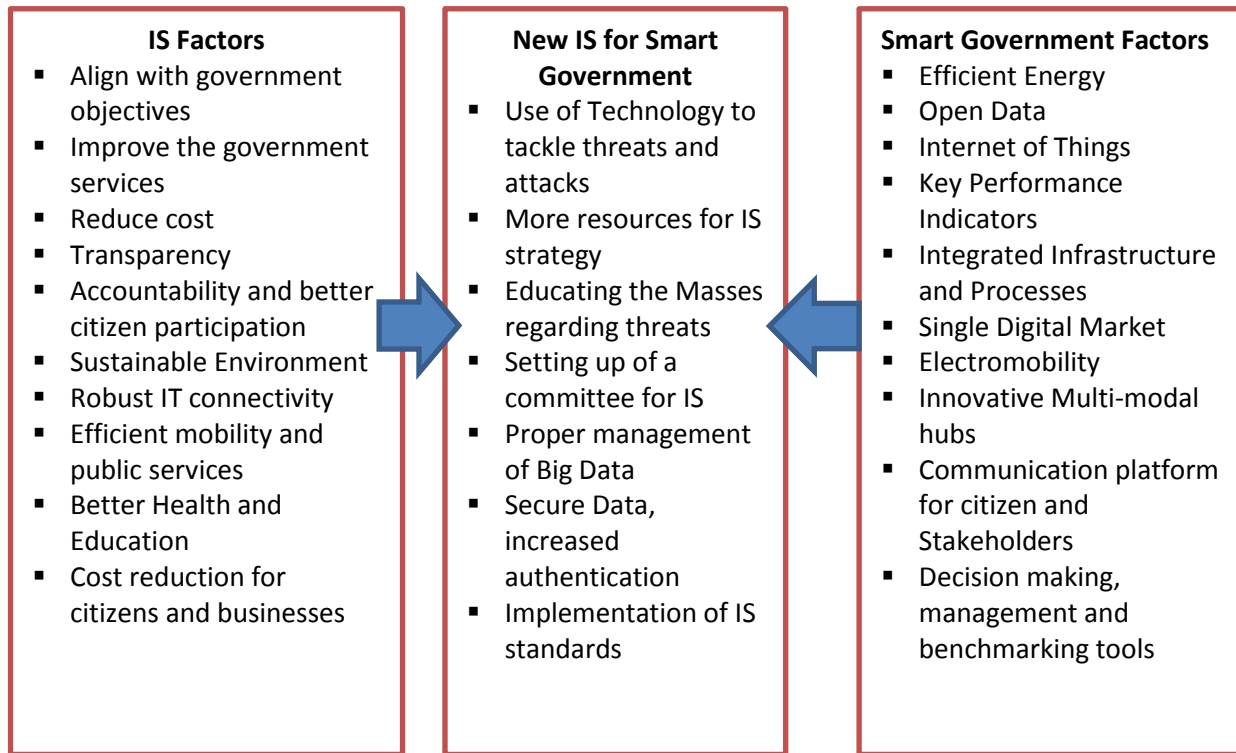 IS Factors
▪ Align with government
objectives
▪ Improve the government
services
▪ Reduce cost
▪ Transparency
▪ Accountability and better
citizen participation
▪ Sustainable Environment
▪ Robust IT connectivity
▪ Efficient mobility and
public services
▪ Better Health and
Education
▪ Cost reduction for
citizens and businesses
New IS for Smart
Government
▪ Use of Technology to
tackle threats and
attacks
▪ More resources for IS
strategy
▪ Educating the Masses
regarding threats
▪ Setting up of a
committee for IS
▪ Proper management
of Big Data
▪ Secure Data,
increased
authentication
▪ Implementation of IS
standards
Smart Government Factors
▪ Efficient Energy
▪ Open Data
▪ Internet of Things
▪ Key Performance
Indicators
▪ Integrated Infrastructure
and Processes
▪ Single Digital Market
▪ Electromobility
▪ Innovative Multi-modal
hubs
▪ Communication platform
for citizen and
Stakeholders
▪ Decision making,
management and
benchmarking tools